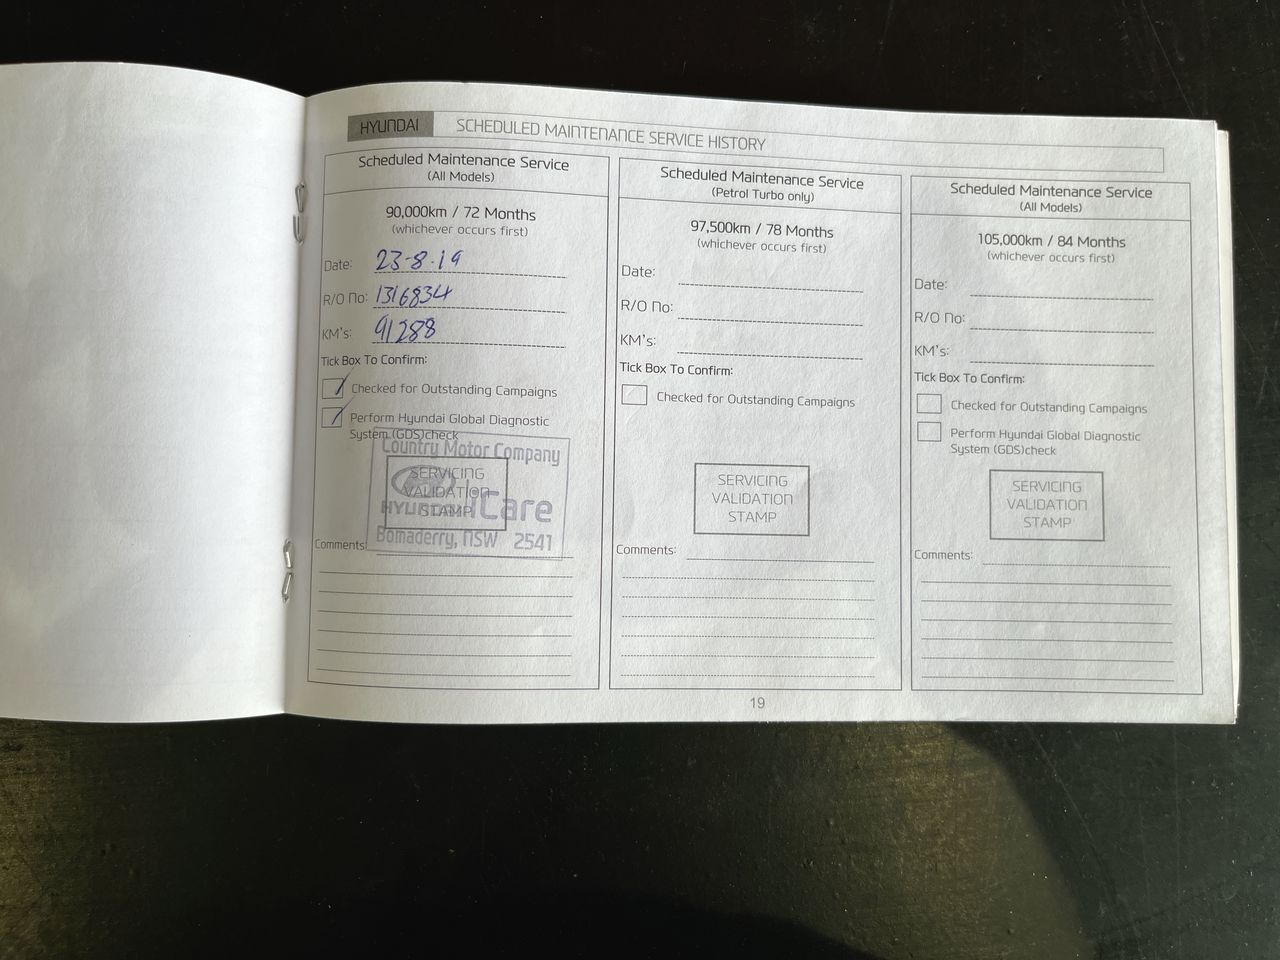 HYUNDAI SCHEDULED MAINTENANCE SERVICE HISTORY
Scheduled Maintenance Service
(All Models)
90,000km / 72 Months
(whichever occurs first)
Date: 23-8-19
R/O No: 1316834
KM's: 91288
Tick Box To Confirm:
Checked for Outstanding Campaigns
Perform Hyundai Global Diagnostic
System (GDS)check
Country Motor Company
SERVICING
VALIDATION
STAMP
HYUNDAI iCare
Bomaderry, NSW 2541
Comments:
Scheduled Maintenance Service
(Petrol Turbo only)
97,500km / 78 Months
(whichever occurs first)
Date:
R/O No:
KM's:
Tick Box To Confirm:
Checked for Outstanding Campaigns
SERVICING
VALIDATION
STAMP
Comments:
Scheduled Maintenance Service
(All Models)
105,000km / 84 Months
(whichever occurs first)
Date:
R/O No:
KM's:
Tick Box To Confirm:
Checked for Outstanding Campaigns
Perform Hyundai Global Diagnostic
System (GDS)check
SERVICING
VALIDATION
STAMP
Comments:
19